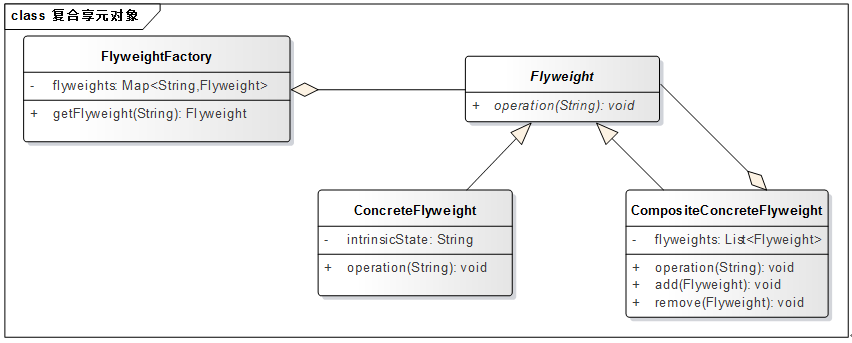 class 复合享元对象
FlyweightFactory
- flyweights: Map<String,Flyweight>
+ getFlyweight(String): Flyweight
Flyweight
+ operation(String): void
ConcreteFlyweight
- intrinsicState: String
+ operation(String): void
CompositeConcreteFlyweight
- flyweights: List<Flyweight>
+ operation(String): void
+ add(Flyweight): void
+ remove(Flyweight): void